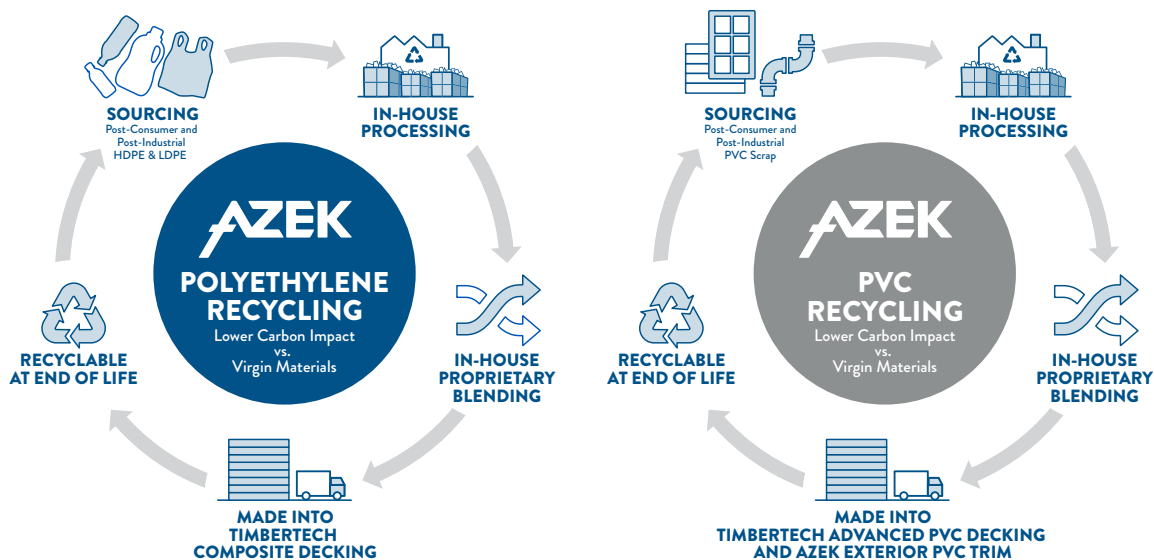 SOURCING
Post-Consumer and
Post-Industrial
HDPE & LDPE
IN-HOUSE
PROCESSING
AZEK
POLYETHYLENE
RECYCLING
Lower Carbon Impact
vs.
Virgin Materials
IN-HOUSE
PROPRIETARY
BLENDING
MADE INTO
TIMBERTECH
COMPOSITE DECKING
RECYCLABLE
AT END OF LIFE
SOURCING
Post-Consumer and
Post-Industrial
PVC Scrap
IN-HOUSE
PROCESSING
AZEK
PVC
RECYCLING
Lower Carbon Impact
vs.
Virgin Materials
IN-HOUSE
PROPRIETARY
BLENDING
MADE INTO
TIMBERTECH ADVANCED PVC DECKING
AND AZEK EXTERIOR PVC TRIM
RECYCLABLE
AT END OF LIFE